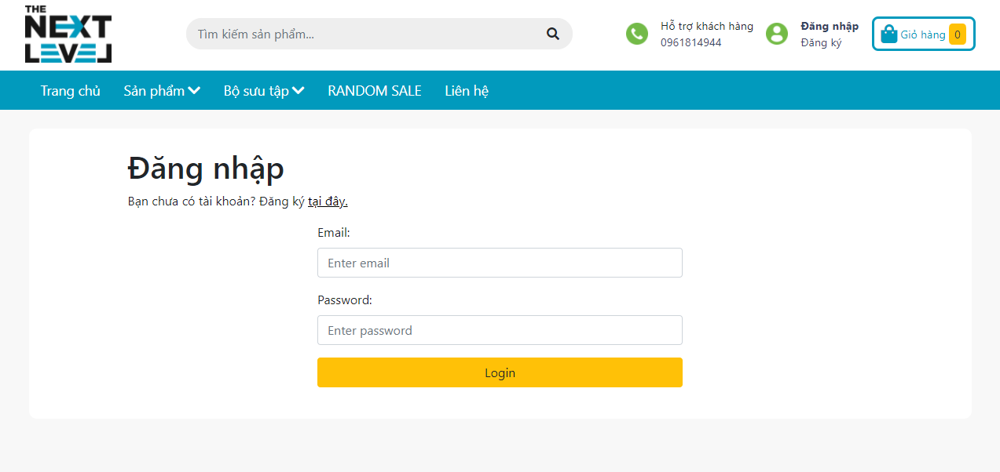 THE
NEXT
LEVEL
Tìm kiếm sản phẩm...
Hỗ trợ khách hàng
0961814944
Đăng nhập
Đăng ký
Giỏ hàng 0
Trang chủ Sản phẩm Bộ sưu tập RANDOM SALE Liên hệ
Đăng nhập
Bạn chưa có tài khoản? Đăng ký tại đây.
Email:
Enter email
Password:
Enter password
Login